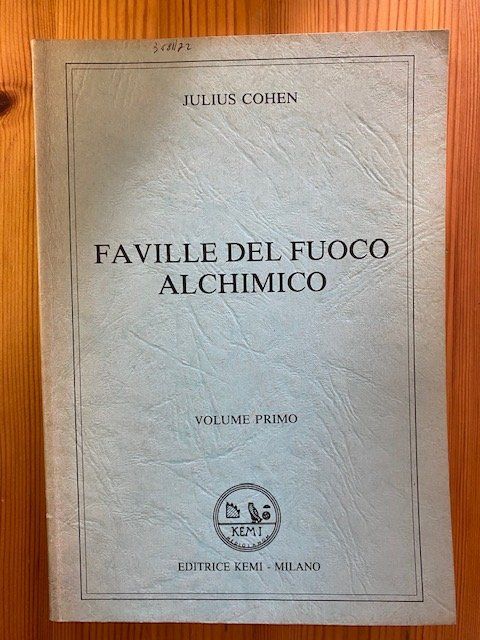 JULIUS COHEN
FAVILLE DEL FUOCO
ALCHIMICO
VOLUME PRIMO
KEMI
EDITRICE KEMI - MILANO